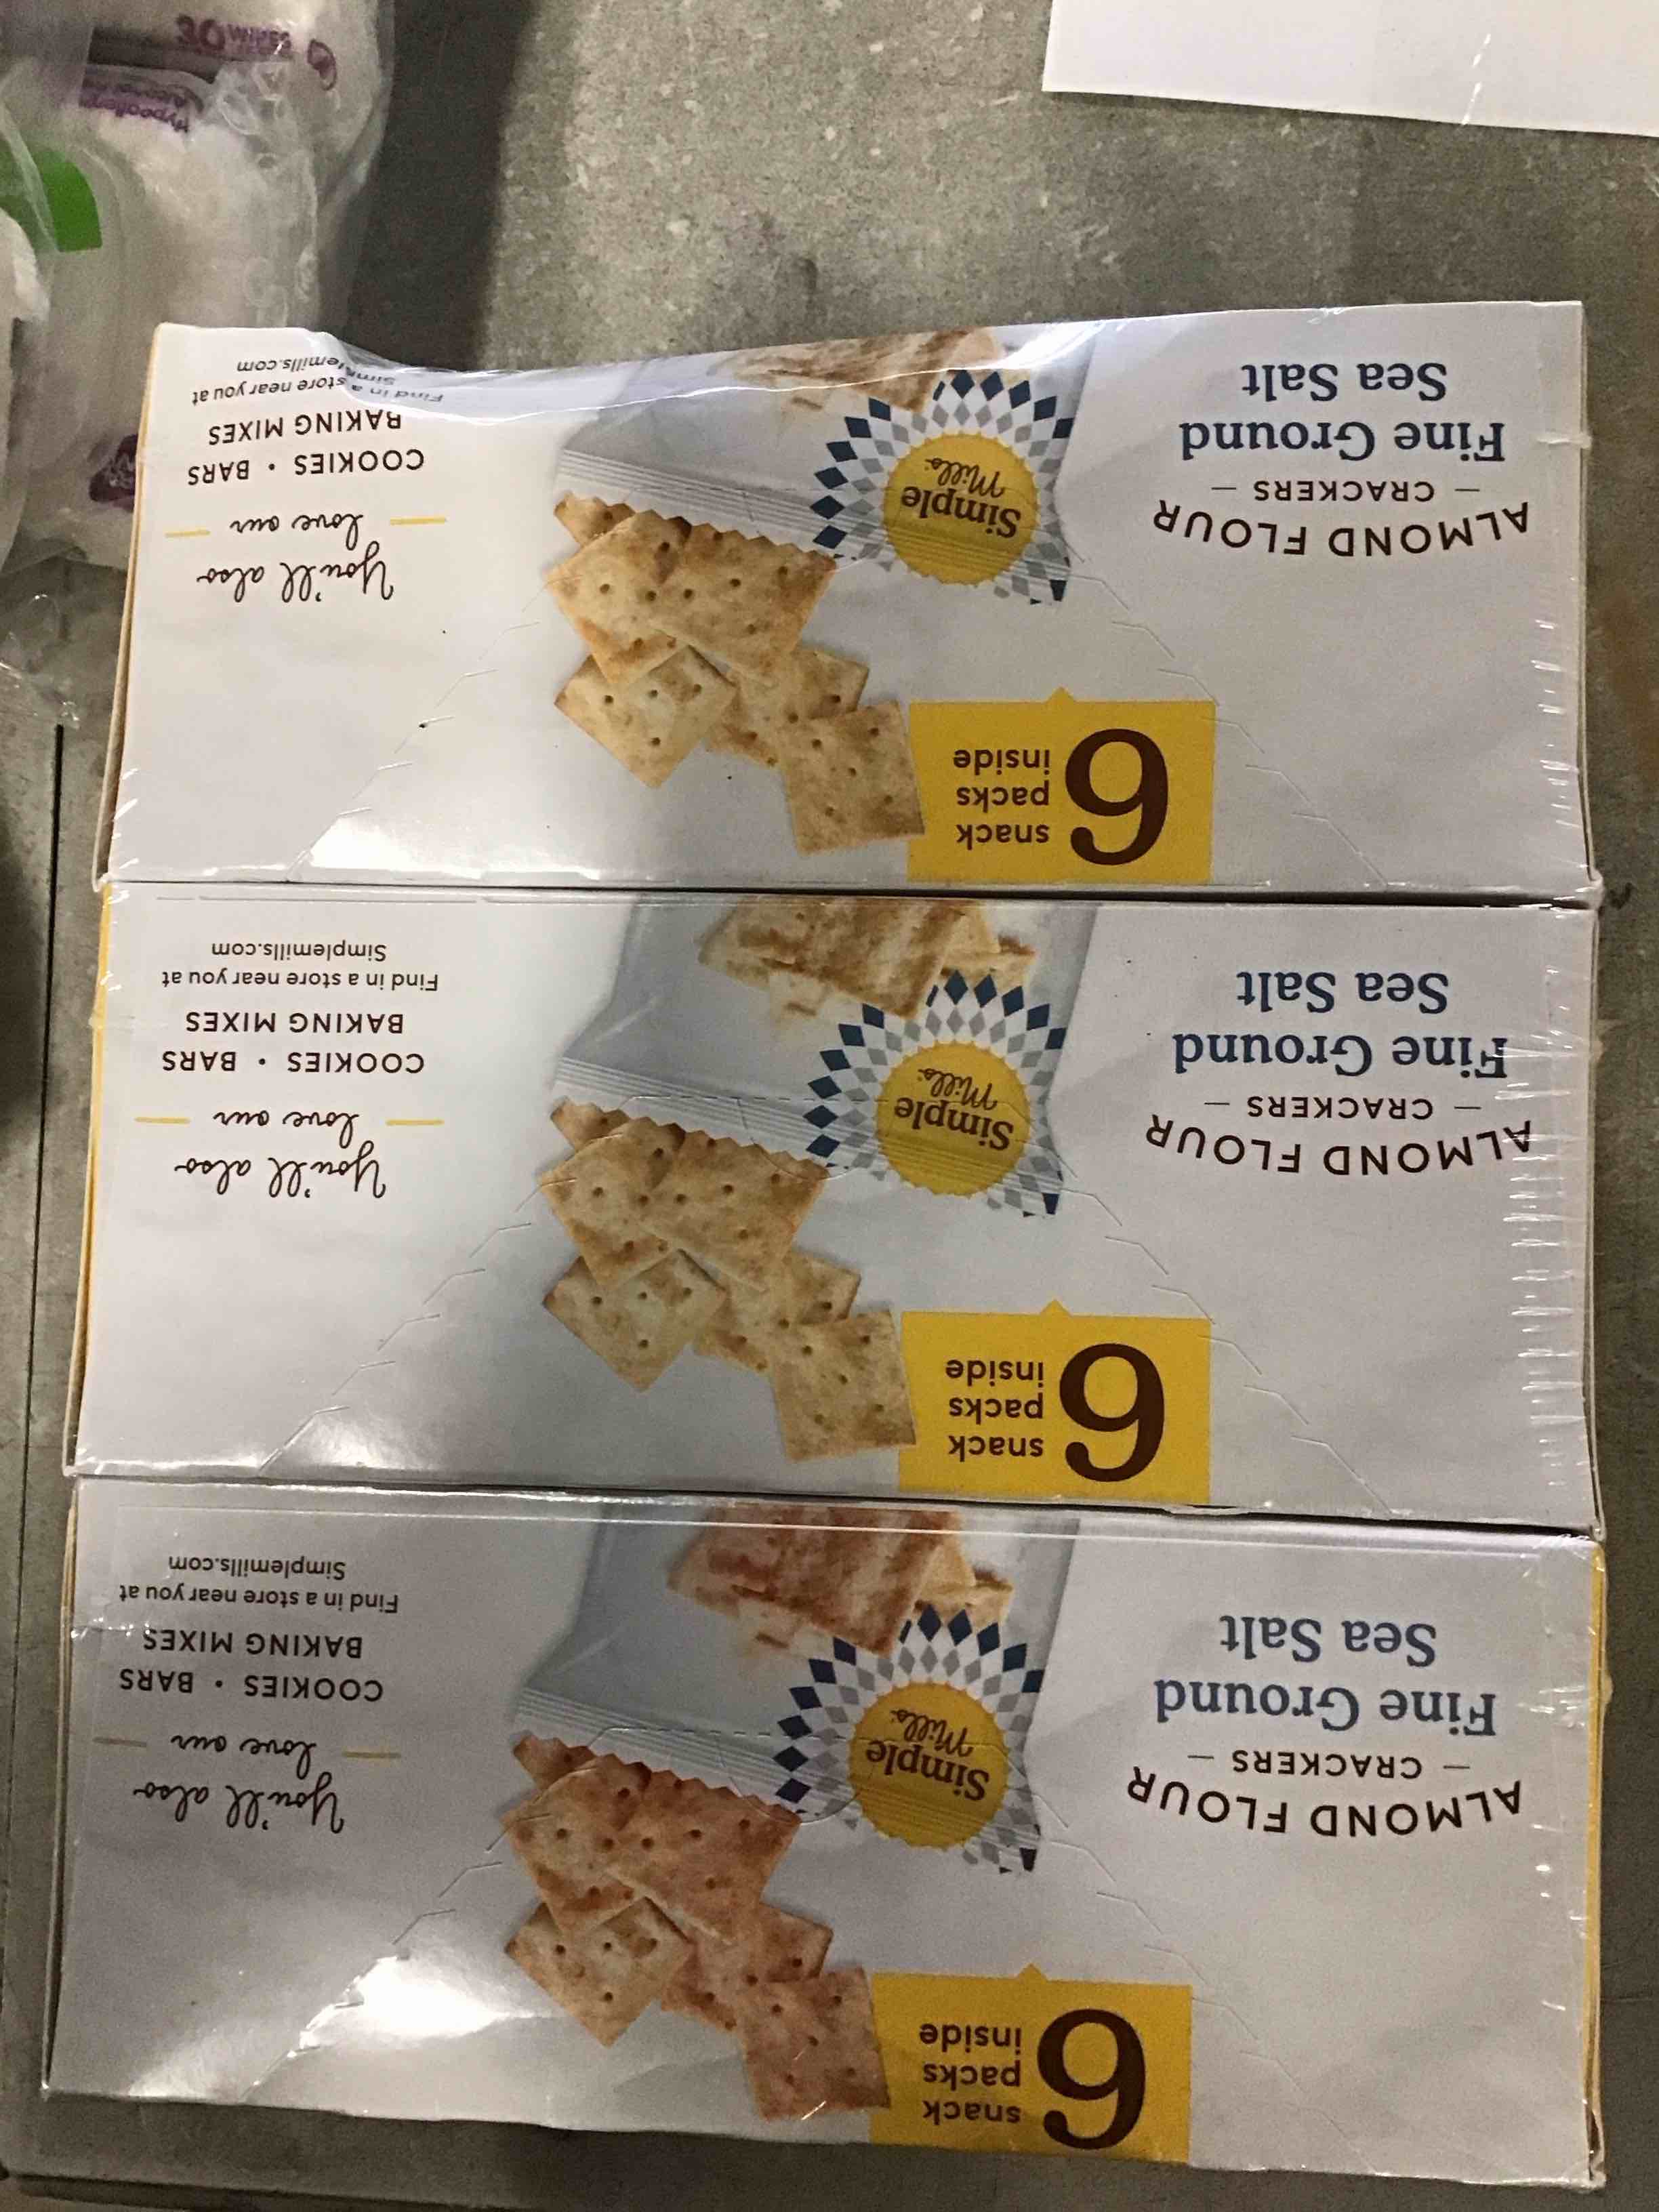 6
snack
packs
inside
ALMOND FLOUR
— CRACKERS —
Fine Ground
Sea Salt
Simple
Mills
You'll also
love our
COOKIES • BARS
BAKING MIXES
Find in a store near you at
Simplemills.com
6
snack
packs
inside
ALMOND FLOUR
— CRACKERS —
Fine Ground
Sea Salt
Simple
Mills
You'll also
love our
COOKIES • BARS
BAKING MIXES
Find in a store near you at
Simplemills.com
6
snack
packs
inside
ALMOND FLOUR
— CRACKERS —
Fine Ground
Sea Salt
Simple
Mills
You'll also
love our
COOKIES • BARS
BAKING MIXES
Find in a store near you at
Simplemills.com
30 WIPES